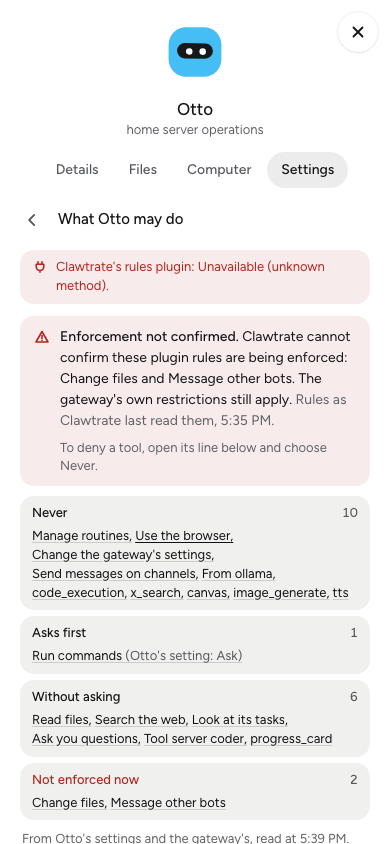 Otto
home server operations
Details Files Computer Settings
What Otto may do
Clawtrate's rules plugin: Unavailable (unknown
method).
Enforcement not confirmed. Clawtrate cannot
confirm these plugin rules are being enforced:
Change files and Message other bots. The
gateway's own restrictions still apply. Rules as
Clawtrate last read them, 5:35 PM.
To deny a tool, open its line below and choose
Never.
Never 10
Manage routines, Use the browser,
Change the gateway's settings,
Send messages on channels, From ollama,
code_execution, x_search, canvas, image_generate, tts
Asks first 1
Run commands (Otto's setting: Ask)
Without asking 6
Read files, Search the web, Look at its tasks,
Ask you questions, Tool server coder, progress_card
Not enforced now 2
Change files, Message other bots
From Otto's settings and the gateway's, read at 5:39 PM.